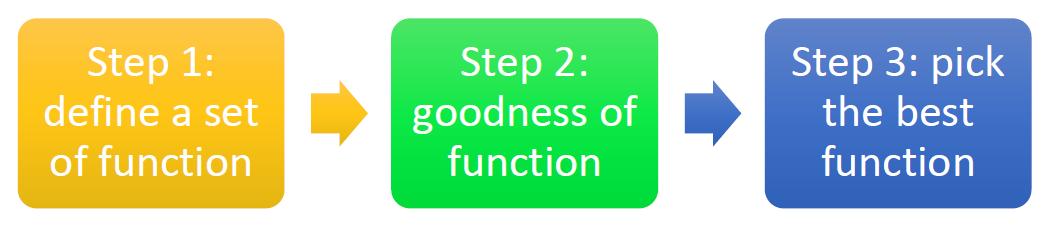 Step 1:
define a set
of function
Step 2:
goodness of
function
Step 3: pick
the best
function